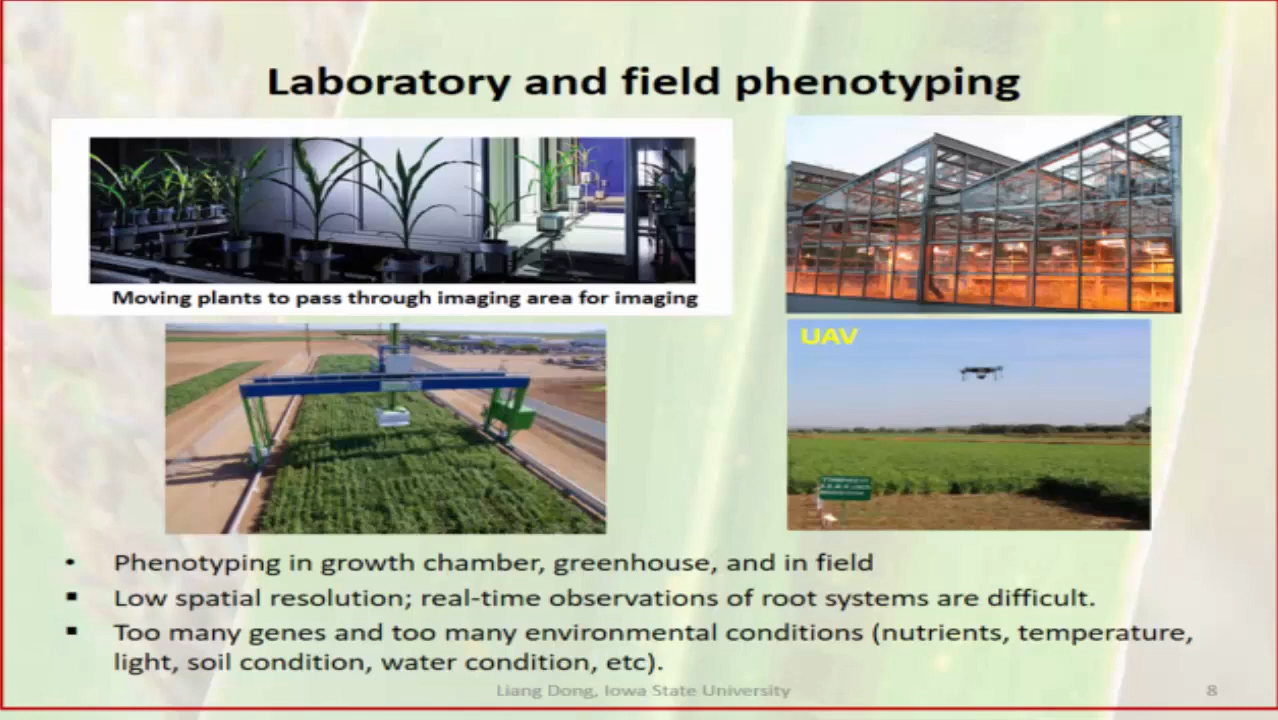 Laboratory and field phenotyping
Moving plants to pass through imaging area for imaging
UAV
• Phenotyping in growth chamber, greenhouse, and in field
▪ Low spatial resolution; real-time observations of root systems are difficult.
▪ Too many genes and too many environmental conditions (nutrients, temperature,
light, soil condition, water condition, etc).
Liang Dong, Iowa State University
8